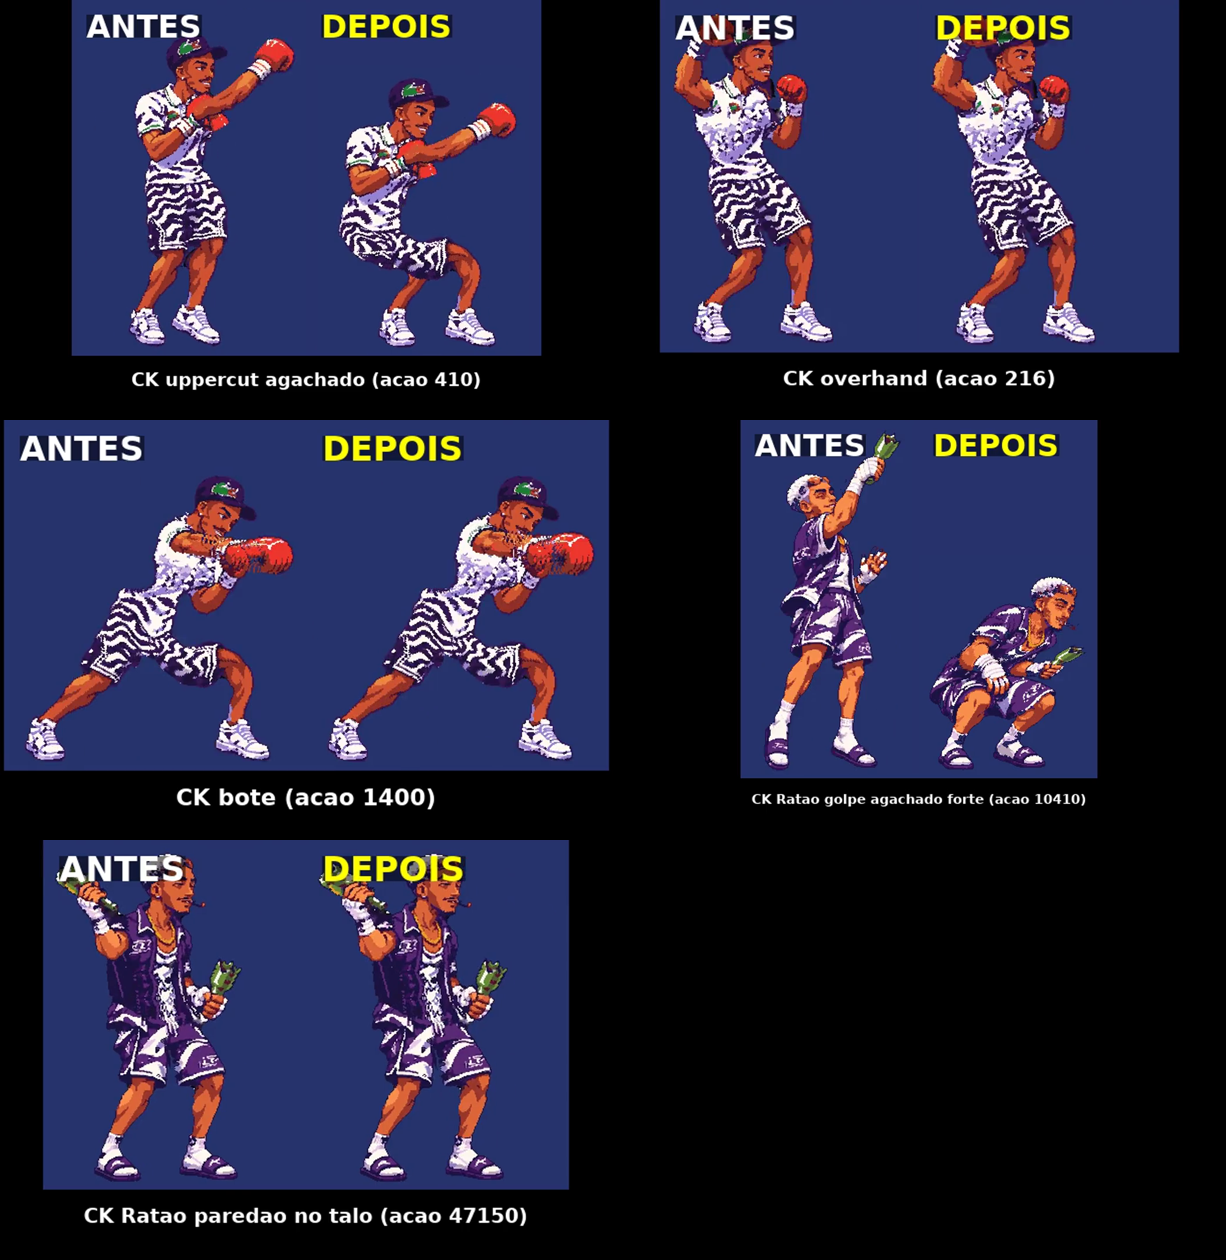 ANTES DEPOIS
CK uppercut agachado (acao 410)
ANTES DEPOIS
CK overhand (acao 216)
ANTES DEPOIS
CK bote (acao 1400)
ANTES DEPOIS
CK Ratao golpe agachado forte (acao 10410)
ANTES DEPOIS
CK Ratao paredao no talo (acao 47150)